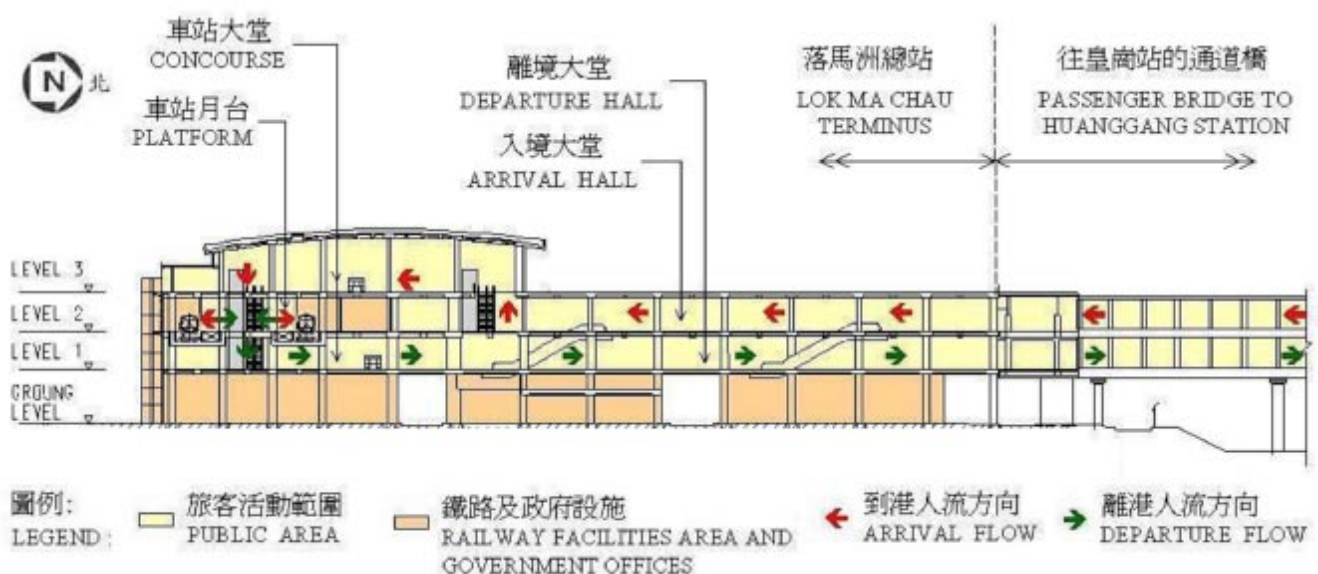 車站大堂
CONCOURSE
N 北
車站月台
PLATFORM
離境大堂
DEPARTURE HALL
入境大堂
ARRIVAL HALL
落馬洲總站
LOK MA CHAU
TERMINUS
往皇崗站的通道橋
PASSENGER BRIDGE TO
HUANGGANG STATION
LEVEL 3
LEVEL 2
LEVEL 1
GROUNG
LEVEL
圖例:
LEGEND:
旅客活動範圍
PUBLIC AREA
鐵路及政府設施
RAILWAY FACILITIES AREA AND
GOVERNMENT OFFICES
到港人流方向
ARRIVAL FLOW
離港人流方向
DEPARTURE FLOW